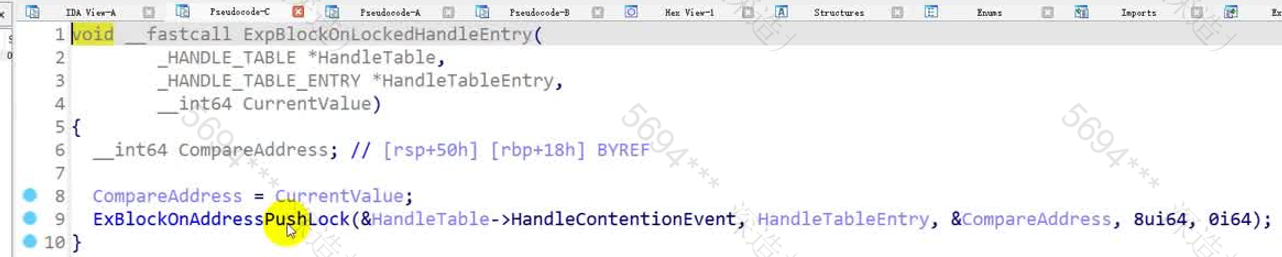 IDA View-A Pseudocode-C Pseudocode-A Pseudocode-B Hex View-1 Structures Enums Imports Ex
1 void __fastcall ExpBlockOnLockedHandleEntry(
2 _HANDLE_TABLE *HandleTable,
3 _HANDLE_TABLE_ENTRY *HandleTableEntry,
4 __int64 CurrentValue)
5 {
6 __int64 CompareAddress; // [rsp+50h] [rbp+18h] BYREF
7
8 CompareAddress = CurrentValue;
9 ExBlockOnAddressPushLock(&HandleTable->HandleContentionEvent, HandleTableEntry, &CompareAddress, 8ui64, 0i64);
10 }
5694***
5694***
5694***